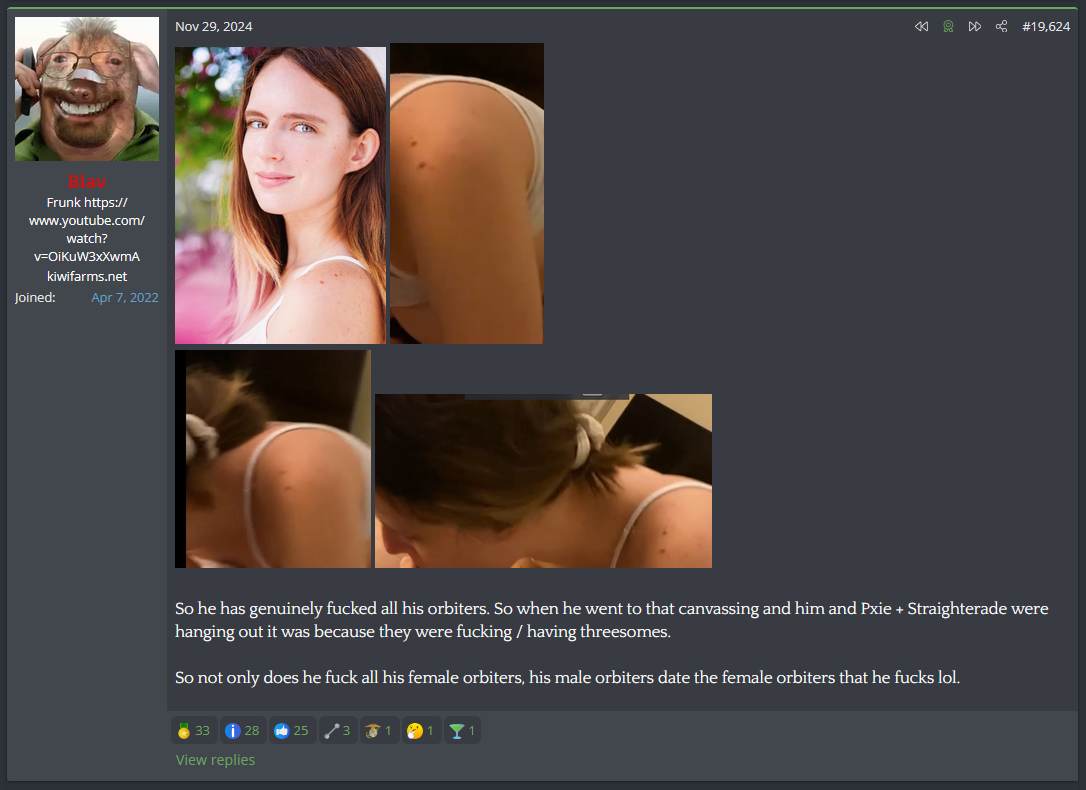 Nov 29, 2024
#19,624
Blav
Frunk https://
www.youtube.com/
watch?
v=OiKuW3xXwmA
kiwifarms.net
Joined: Apr 7, 2022
So he has genuinely fucked all his orbiters. So when he went to that canvassing and him and Pxie + Straighterade were
hanging out it was because they were fucking / having threesomes.
So not only does he fuck all his female orbiters, his male orbiters date the female orbiters that he fucks lol.
33 28 25 3 1 1 1
View replies